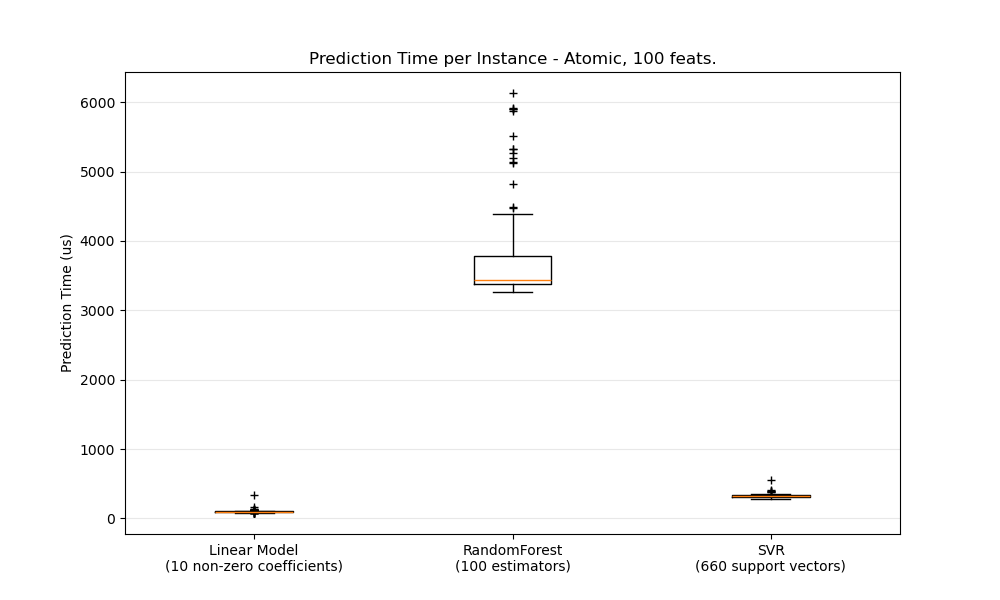 Prediction Time per Instance - Atomic, 100 feats.
Prediction Time (us)
6000
5000
4000
3000
2000
1000
0
Linear Model
(10 non-zero coefficients)
RandomForest
(100 estimators)
SVR
(660 support vectors)